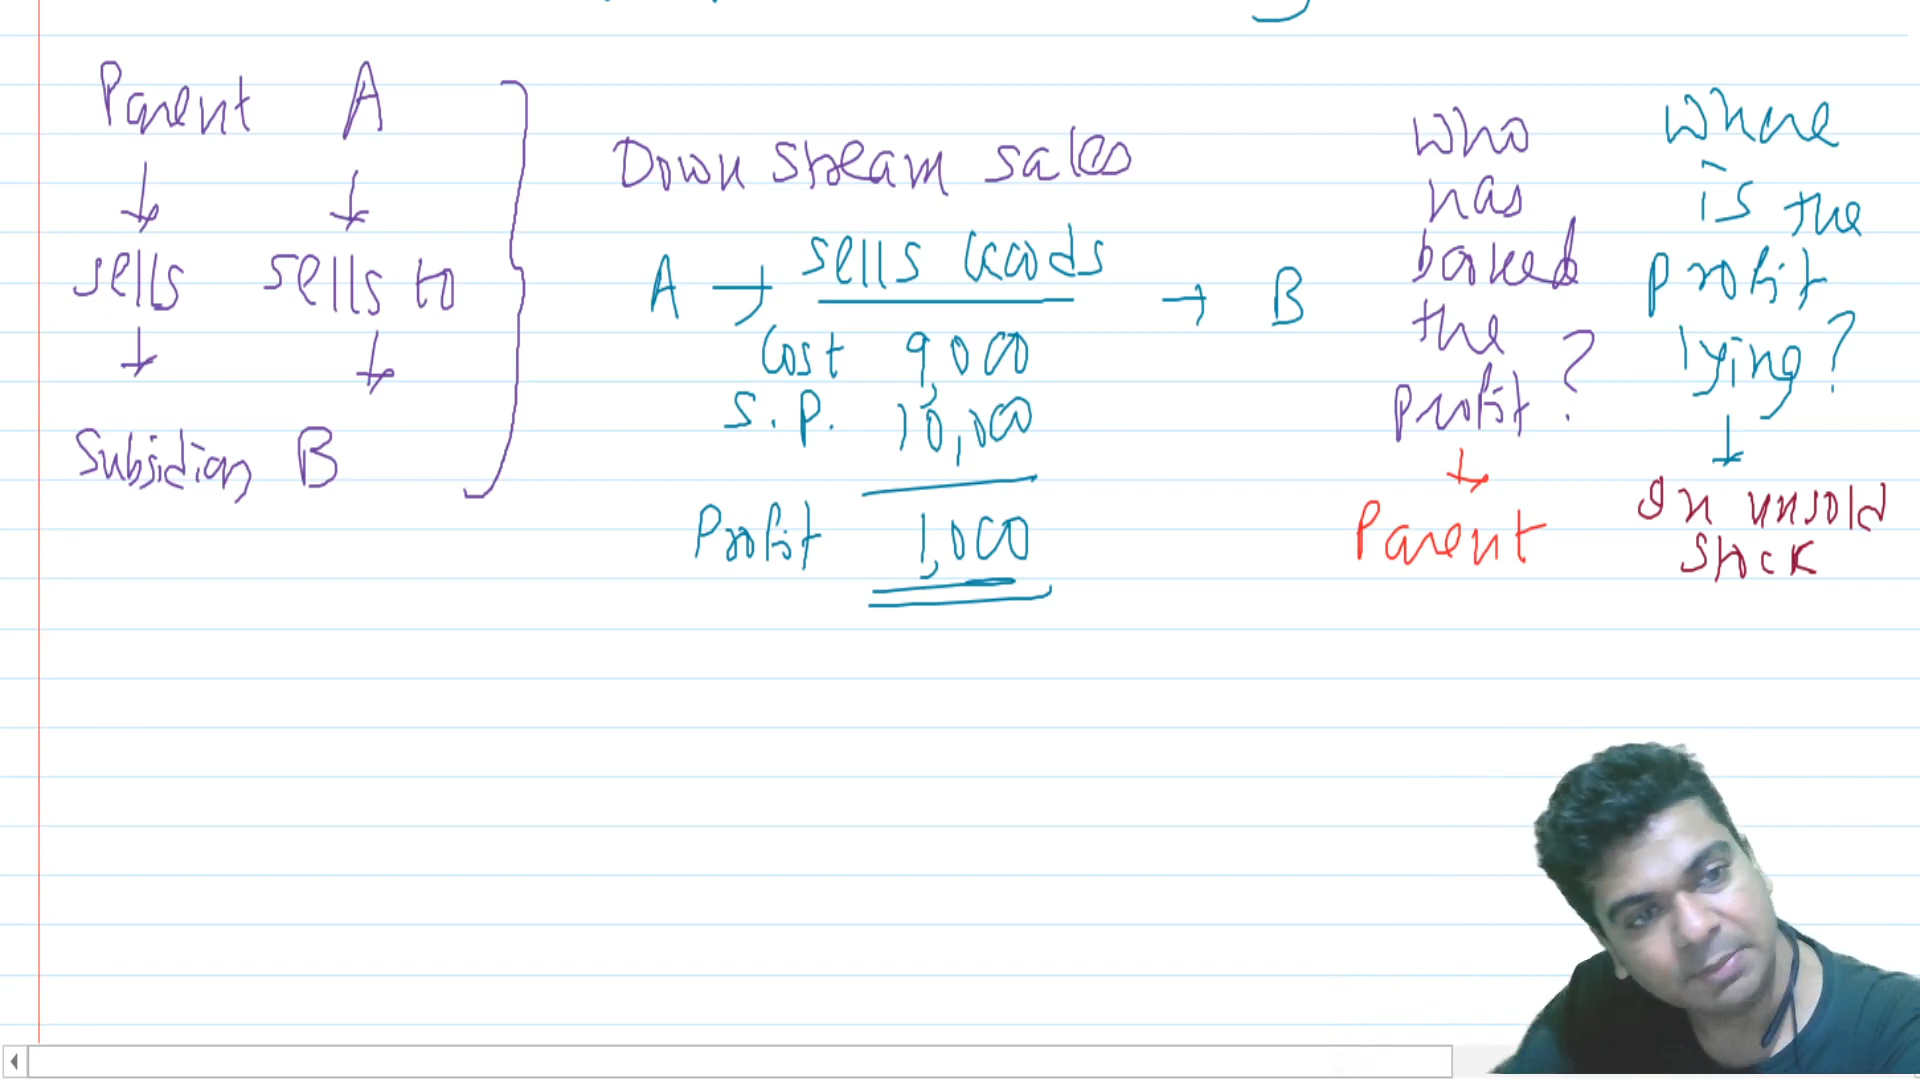 Parent A
sells sells to
Subsidiary B
Down stream sales
A → sells Goods → B
Cost 9,000
S.P. 10,000
Profit 1,000
Who
has
booked
the
Profit?
Parent
Where
is the
Profit
lying?
In unsold
Stock